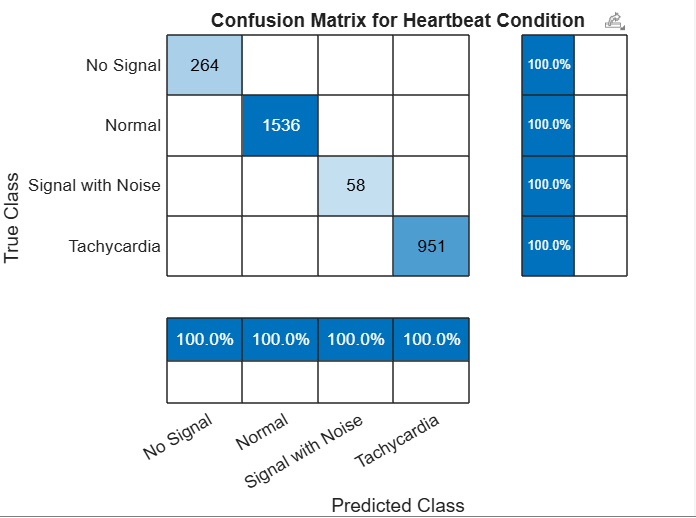 Confusion Matrix for Heartbeat Condition
No Signal 264 100.0%
Normal 1536 100.0%
Signal with Noise 58 100.0%
Tachycardia 951 100.0%
True Class
100.0% 100.0% 100.0% 100.0%
No Signal
Normal
Signal with Noise
Tachycardia
Predicted Class